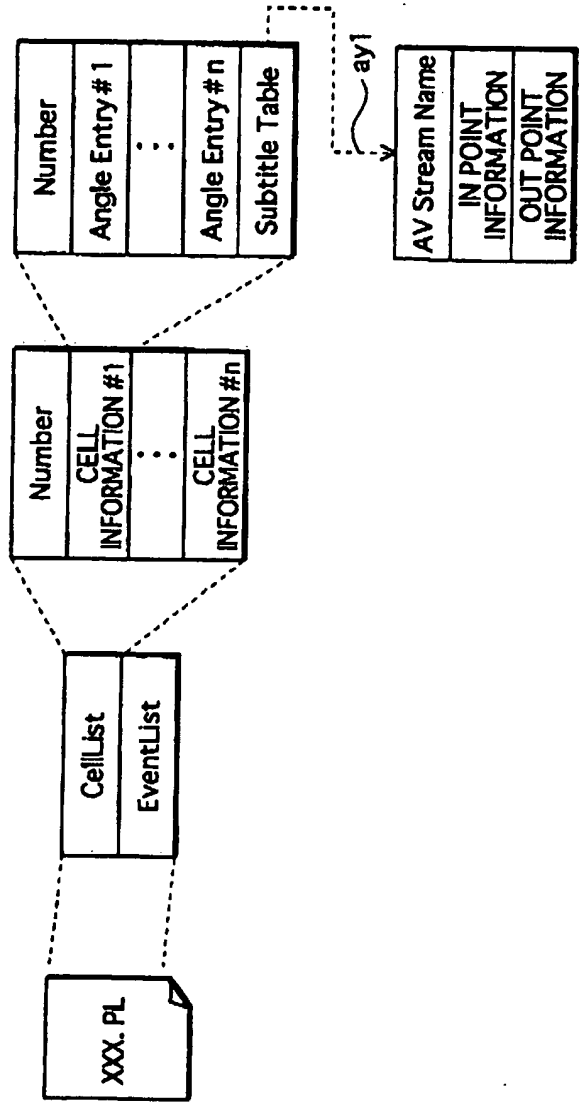 XXX. PL
CellList
EventList
Number
CELL
INFORMATION #1
⋮
CELL
INFORMATION #n
Number
Angle Entry # 1
⋮
Angle Entry # n
Subtitle Table
ay1
AV Stream Name
IN POINT
INFORMATION
OUT POINT
INFORMATION